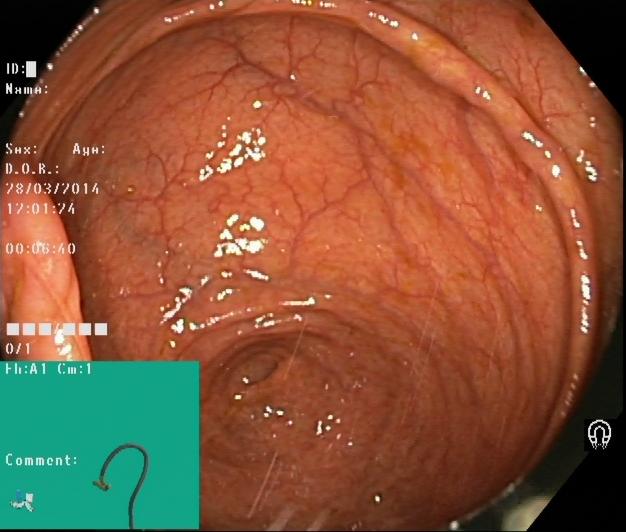 ID:
Name:
Sex: Age:
D.O.B.:
28/03/2014
12:01:24
00:06:40
0/1
Eh:A1 Cm:1
Comment: